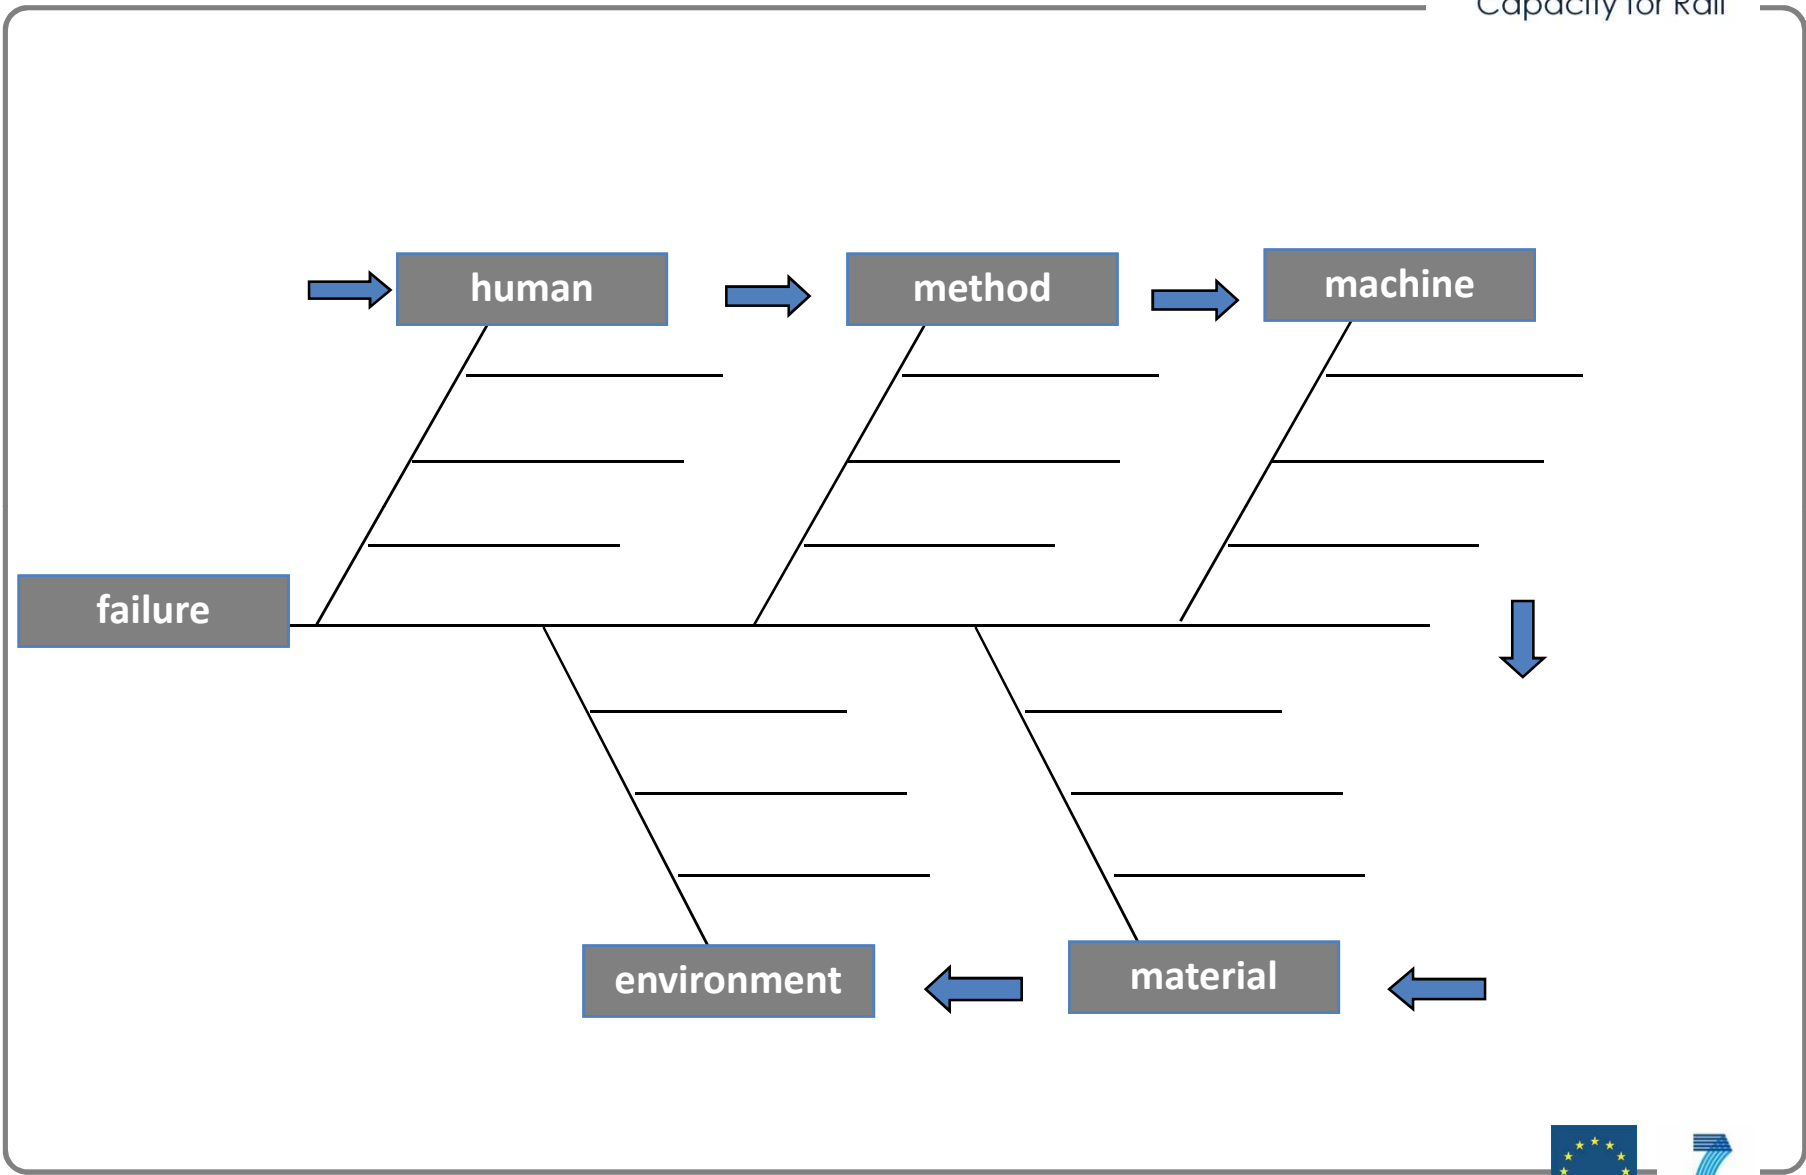 Capacity for Rail
human
method
machine
failure
environment
material